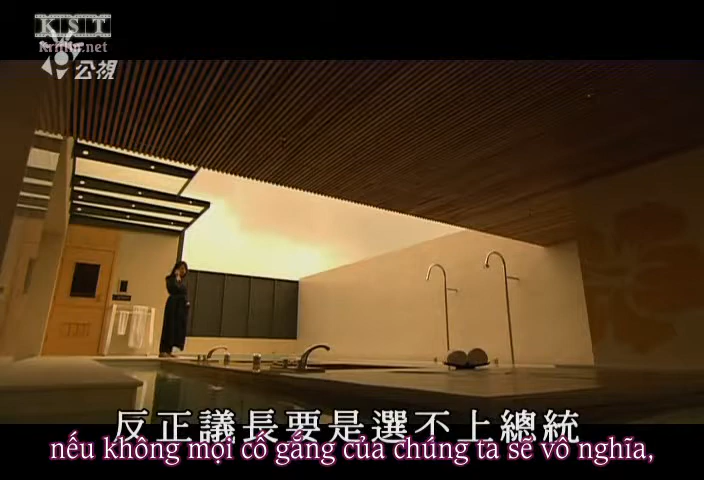 KST
Kritin.net
公視
反正議長要是選不上總統
nếu không mọi cố gắng của chúng ta sẽ vô nghĩa,